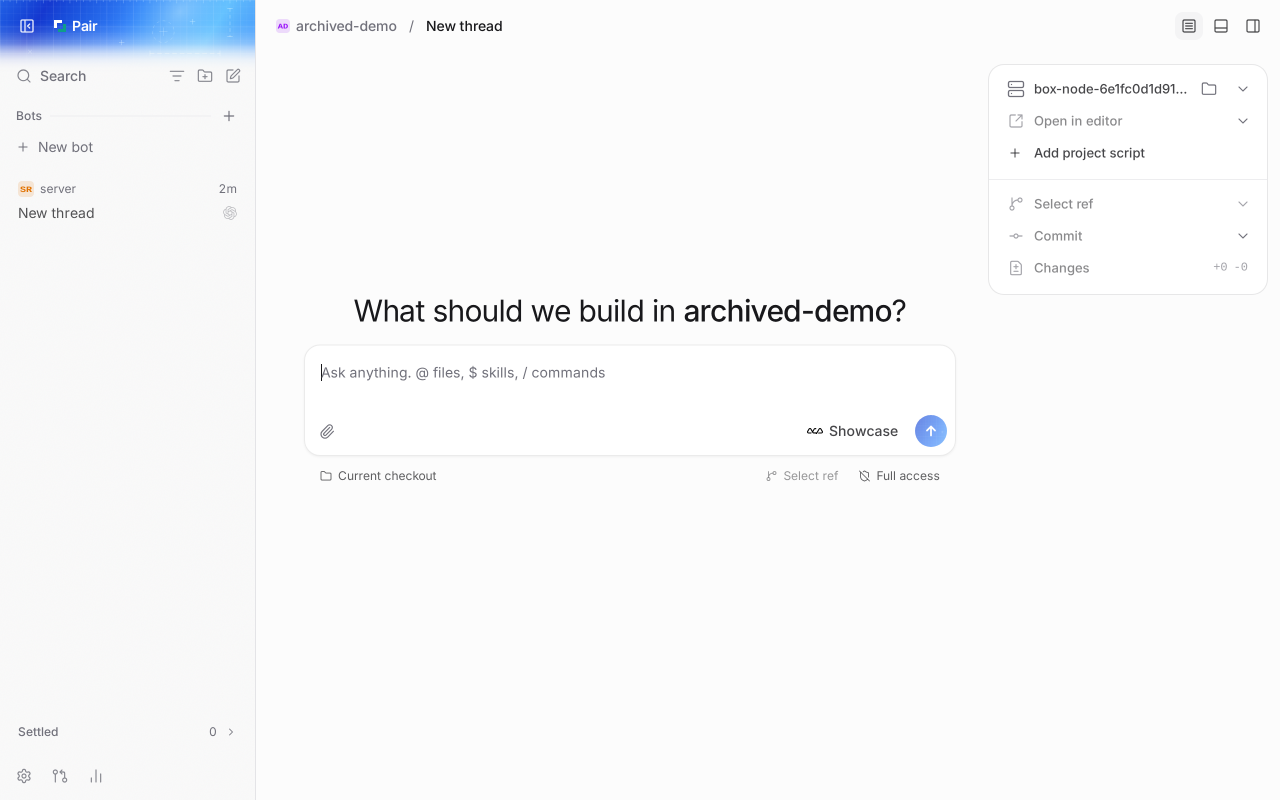 Pair
AD archived-demo / New thread
Search
Bots
New bot
SR server 2m
New thread
box-node-6e1fc0d1d91...
Open in editor
Add project script
Select ref
Commit
Changes +0 -0
What should we build in archived-demo?
Ask anything. @ files, $ skills, / commands
Showcase
Current checkout Select ref Full access
Settled 0